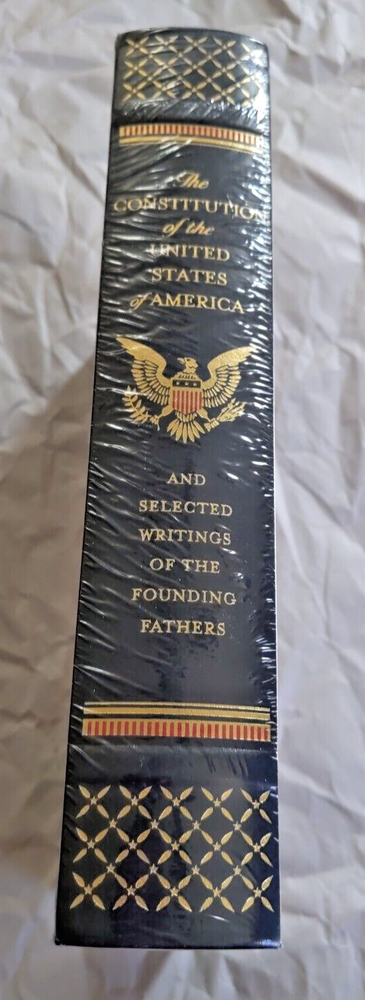 The
CONSTITUTION
of the
UNITED
STATES
of AMERICA
AND
SELECTED
WRITINGS
OF THE
FOUNDING
FATHERS